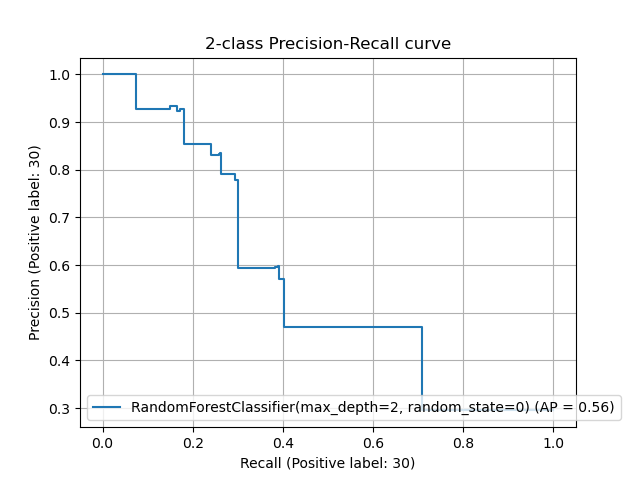 2-class Precision-Recall curve
Precision (Positive label: 30)
1.0
0.9
0.8
0.7
0.6
0.5
0.4
0.3
RandomForestClassifier(max_depth=2, random_state=0) (AP = 0.56)
0.0 0.2 0.4 0.6 0.8 1.0
Recall (Positive label: 30)